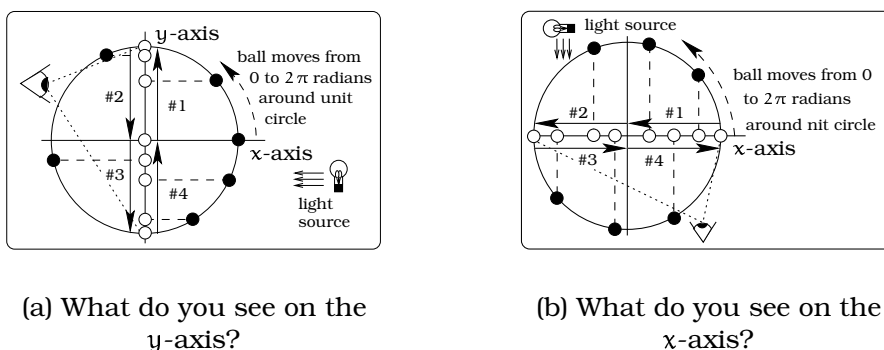 y-axis
ball moves from
0 to 2π radians
around unit
circle
#2
#1
x-axis
#3
#4
light
source
(a) What do you see on the
y-axis?
light source
ball moves from 0
to 2π radians
around nit circle
#2
#1
x-axis
#3
#4
(b) What do you see on the
x-axis?